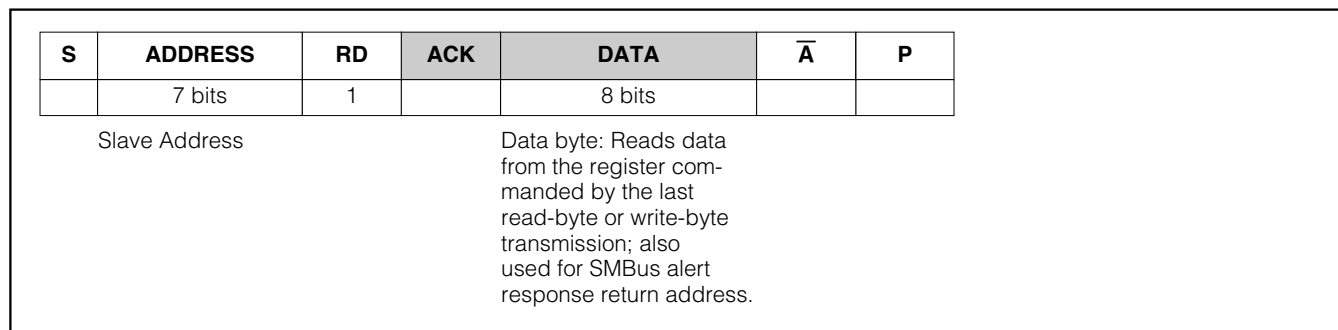 S ADDRESS RD ACK DATA A̅ P
7 bits 1 8 bits
Slave Address
Data byte: Reads data
from the register com-
manded by the last
read-byte or write-byte
transmission; also
used for SMBus alert
response return address.